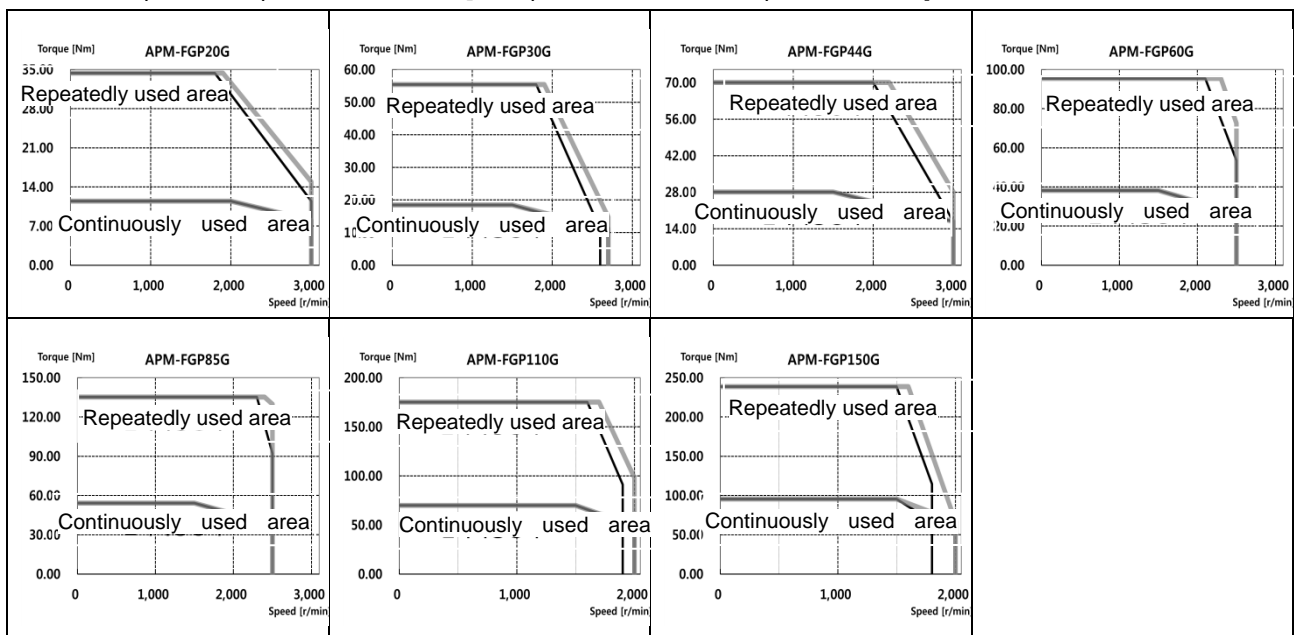 Torque [Nm] APM-FGP20G
35.00
Repeatedly used area
28.00
21.00
14.00
Continuously used area
7.00
0.00
0 1,000 2,000 3,000
Speed [r/min]
Torque [Nm] APM-FGP30G
60.00
50.00
Repeatedly used area
40.00
30.00
20.00
Continuously used area
10.00
0.00
0 1,000 2,000 3,000
Speed [r/min]
Torque [Nm] APM-FGP44G
70.00
Repeatedly used area
56.00
42.00
28.00
Continuously used area
14.00
0.00
0 1,000 2,000 3,000
Speed [r/min]
Torque [Nm] APM-FGP60G
100.00
Repeatedly used area
80.00
60.00
40.00
Continuously used area
20.00
0.00
0 1,000 2,000 3,000
Speed [r/min]
Torque [Nm] APM-FGP85G
150.00
120.00
Repeatedly used area
90.00
60.00
Continuously used area
30.00
0.00
0 1,000 2,000 3,000
Speed [r/min]
Torque [Nm] APM-FGP110G
200.00
Repeatedly used area
150.00
100.00
50.00
Continuously used area
0.00
0 1,000 2,000
Speed [r/min]
Torque [Nm] APM-FGP150G
250.00
Repeatedly used area
200.00
150.00
100.00
Continuously used area
50.00
0.00
0 1,000 2,000
Speed [r/min]